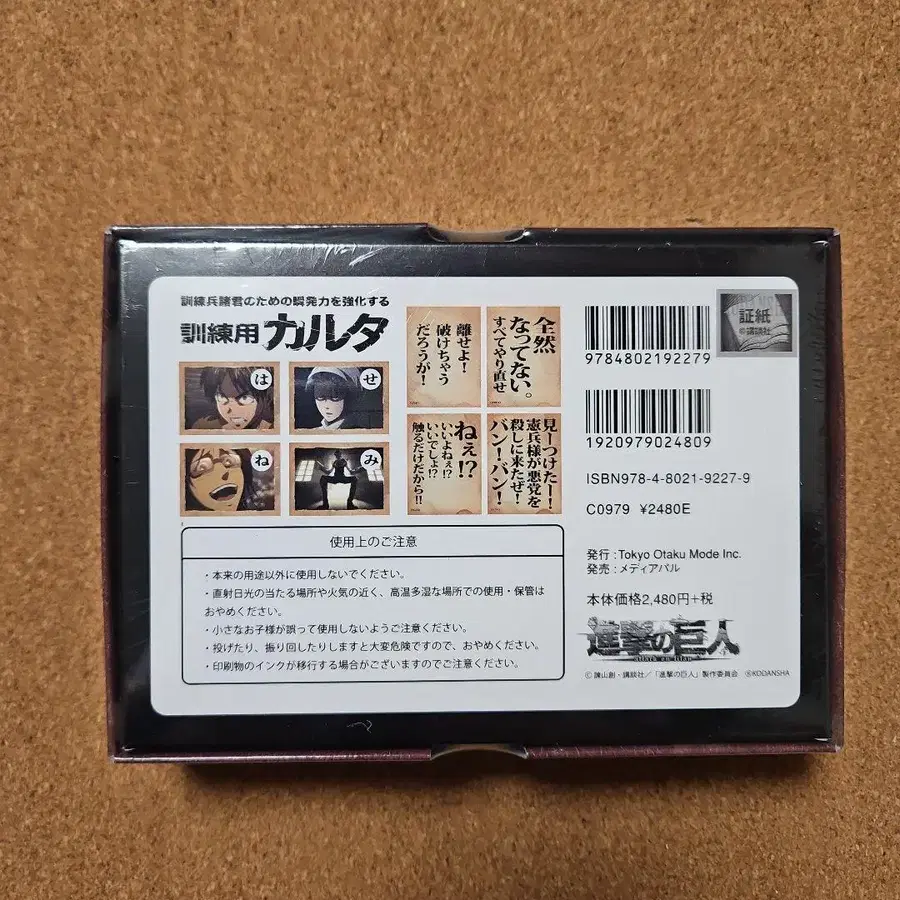 訓練兵諸君のための瞬発力を強化する
訓練用カルタ
は
せ
ね
み
離せよ!
破けちゃう
だろうが!
全然
なってない。
すべてやり直せ
ねぇ!?
いいよねぇ!?
いいでしょ!?
触るだけだから!!
見ーつけたー!
憲兵様が悪党を
殺しに来たぜ!
バン!バン!
使用上のご注意
・本来の用途以外に使用しないでください。
・直射日光の当たる場所や火気の近く、高温多湿な場所での使用・保管は
おやめください。
・小さなお子様が誤って使用しないようご注意ください。
・投げたり、振り回したりしますと大変危険ですので、おやめください。
・印刷物のインクが移行する場合がございますのでご注意ください。
証紙
©講談社
9784802192279
1920979024809
ISBN978-4-8021-9227-9
C0979 ¥2480E
発行 : Tokyo Otaku Mode Inc.
発売 : メディアパル
本体価格2,480円+税
進撃の巨人
attack on titan
© 諫山創・講談社/「進撃の巨人」製作委員会 ⓀKODANSHA